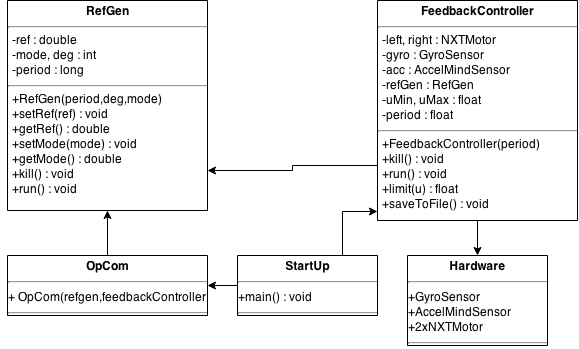 RefGen
-ref : double
-mode, deg : int
-period : long
+RefGen(period,deg,mode)
+setRef(ref) : void
+getRef() : double
+setMode(mode) : void
+getMode() : double
+kill() : void
+run() : void
FeedbackController
-left, right : NXTMotor
-gyro : GyroSensor
-acc : AccelMindSensor
-refGen : RefGen
-uMin, uMax : float
-period : float
+FeedbackController(period)
+kill() : void
+run() : void
+limit(u) : float
+saveToFile() : void
OpCom
+ OpCom(refgen,feedbackController
StartUp
+main() : void
Hardware
+GyroSensor
+AccelMindSensor
+2xNXTMotor